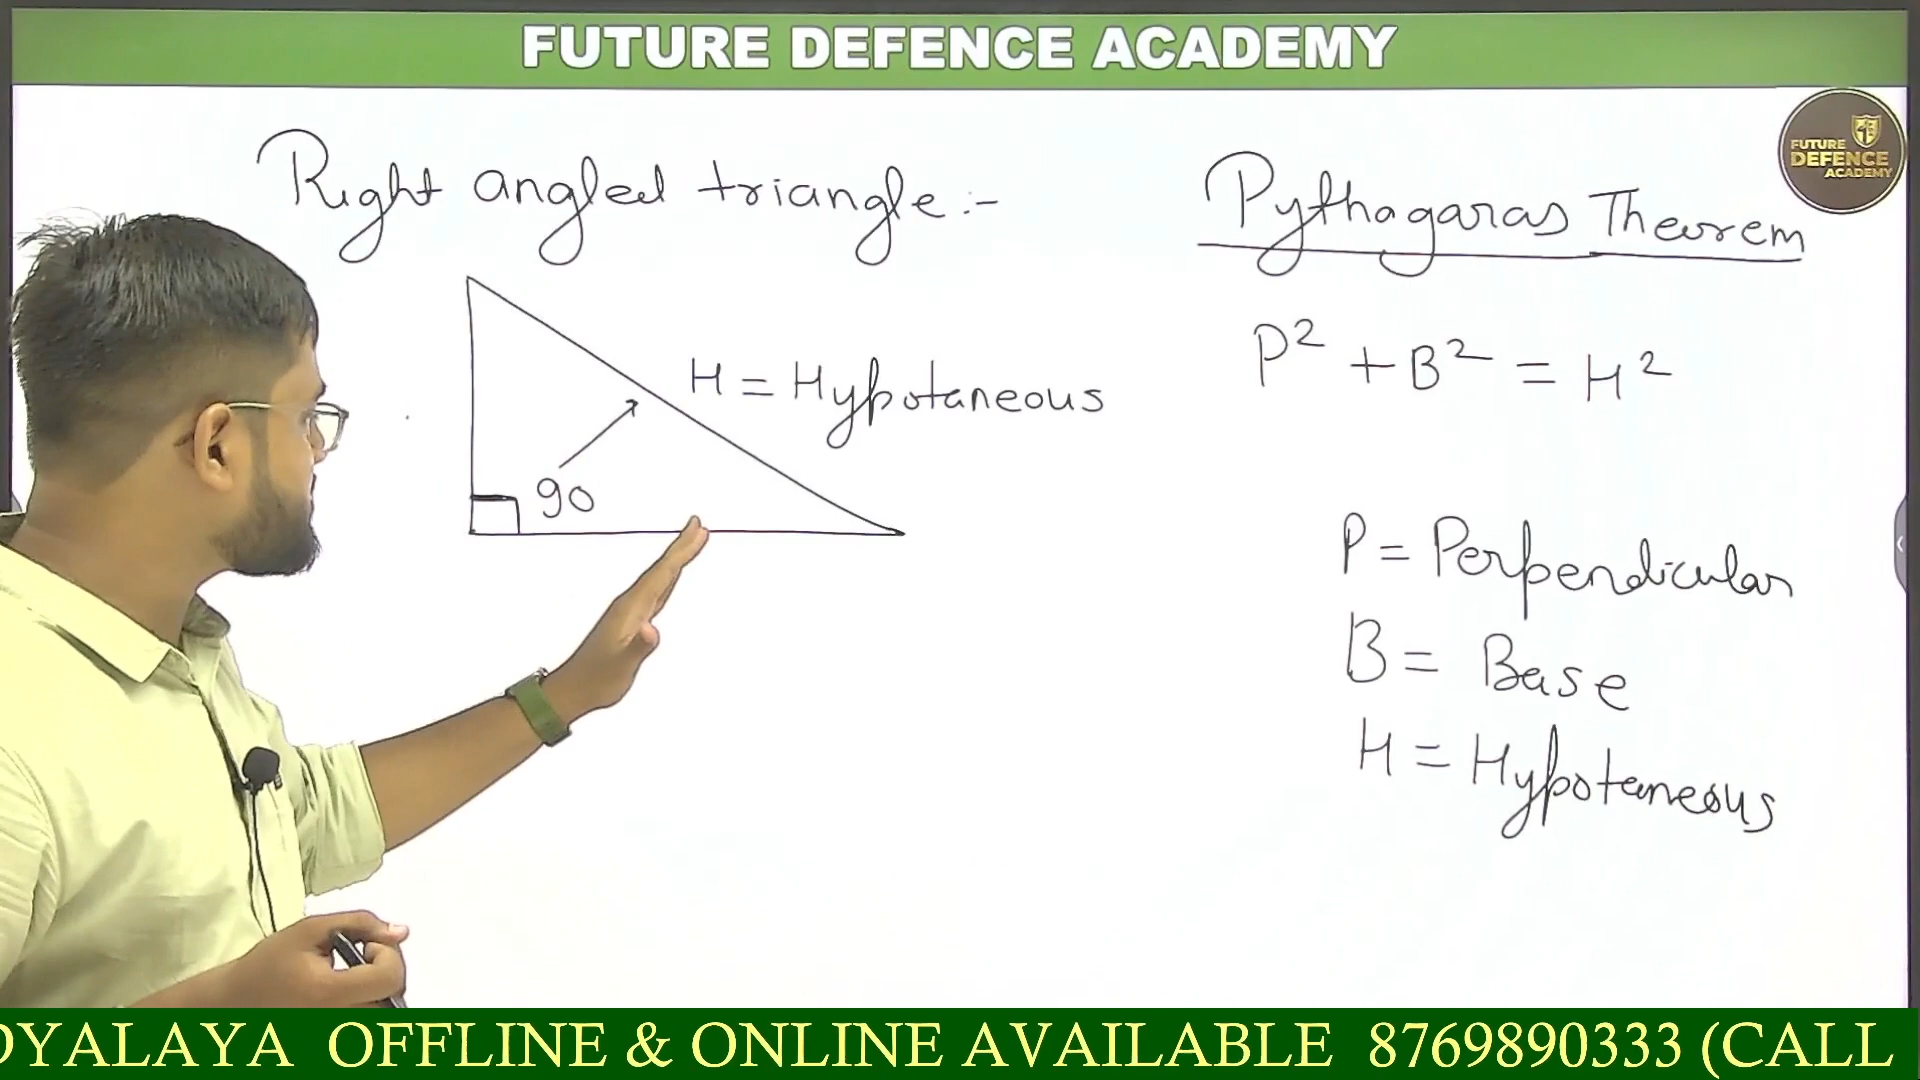 FUTURE DEFENCE ACADEMY
FUTURE
DEFENCE
ACADEMY
Right angled triangle :-
H = Hypotaneous
90
Pythagaras Theorem
P² + B² = H²
P = Perpendicular
B = Base
H = Hypotaneous
DYALAYA OFFLINE & ONLINE AVAILABLE 8769890333 (CALL